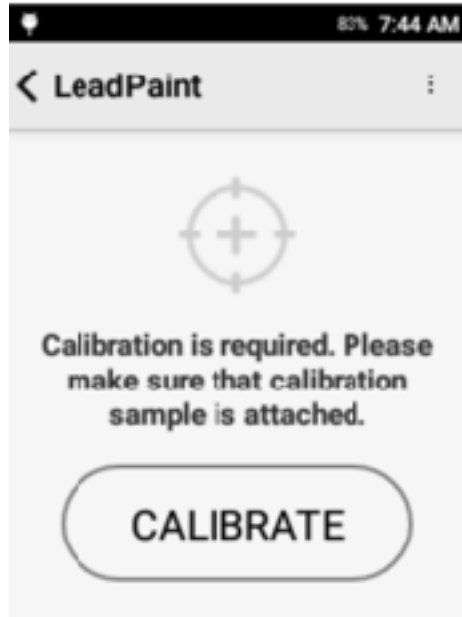 83% 7:44 AM
LeadPaint
Calibration is required. Please
make sure that calibration
sample is attached.
CALIBRATE